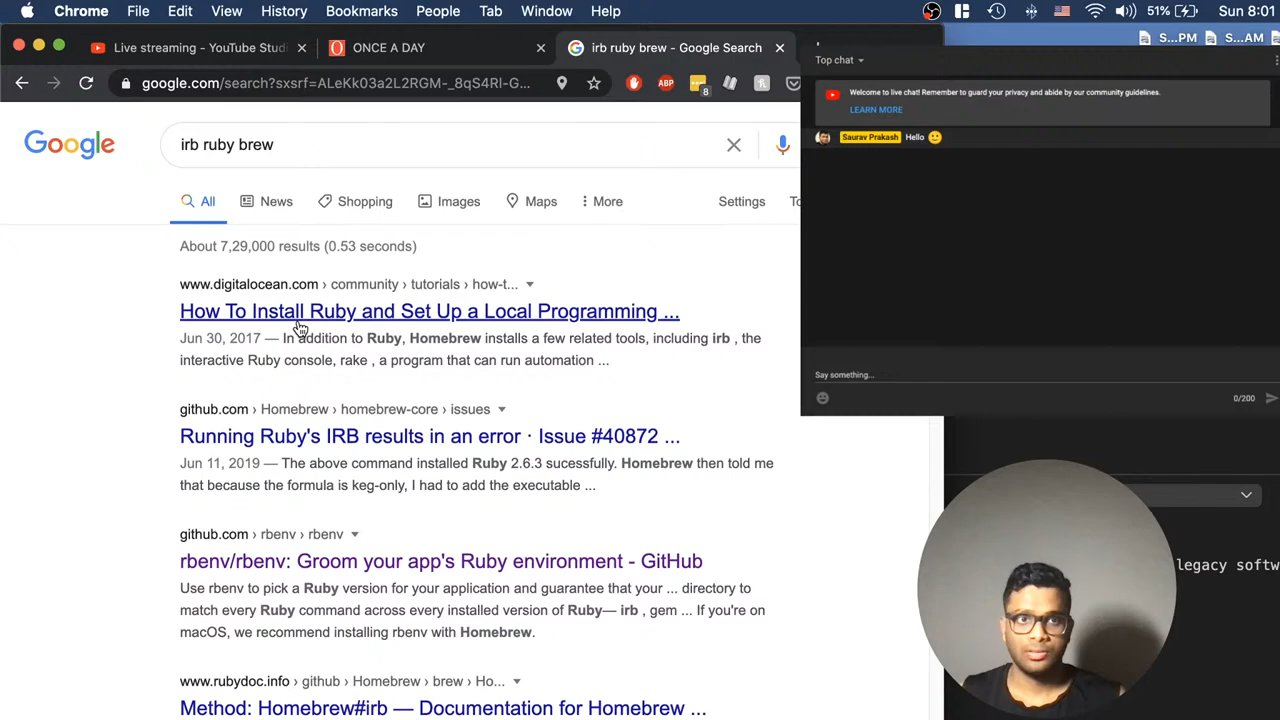 Chrome File Edit View History Bookmarks People Tab Window Help 51% Sun 8:01
Live streaming - YouTube Studi
ONCE A DAY
irb ruby brew - Google Search
S...PM S...AM
google.com/search?sxsrf=ALeKk03a2L2RGM-_8qS4RI-G...
ABP
8
Top chat
Welcome to live chat! Remember to guard your privacy and abide by our community guidelines.
LEARN MORE
Saurav Prakash Hello
Say something...
0/200
Google
irb ruby brew
All News Shopping Images Maps More Settings To
About 7,29,000 results (0.53 seconds)
www.digitalocean.com › community › tutorials › how-t...
How To Install Ruby and Set Up a Local Programming ...
Jun 30, 2017 — In addition to Ruby, Homebrew installs a few related tools, including irb , the
interactive Ruby console, rake , a program that can run automation ...
github.com › Homebrew › homebrew-core › issues
Running Ruby's IRB results in an error · Issue #40872 ...
Jun 11, 2019 — The above command installed Ruby 2.6.3 sucessfully. Homebrew then told me
that because the formula is keg-only, I had to add the executable ...
github.com › rbenv › rbenv
rbenv/rbenv: Groom your app's Ruby environment - GitHub
Use rbenv to pick a Ruby version for your application and guarantee that your ... directory to
match every Ruby command across every installed version of Ruby— irb , gem ... If you're on
macOS, we recommend installing rbenv with Homebrew.
legacy softw
www.rubydoc.info › github › Homebrew › brew › Ho...
Method: Homebrew#irb — Documentation for Homebrew ...